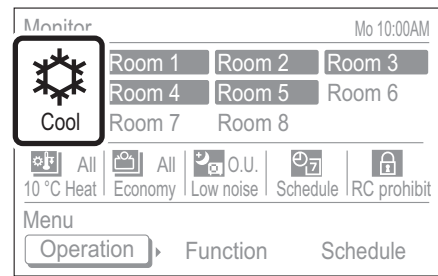 Monitor Mo 10:00AM
Room 1 Room 2 Room 3
Room 4 Room 5 Room 6
Cool Room 7 Room 8
All All O.U. 7
10 °C Heat Economy Low noise Schedule RC prohibit
Menu
Operation Function Schedule